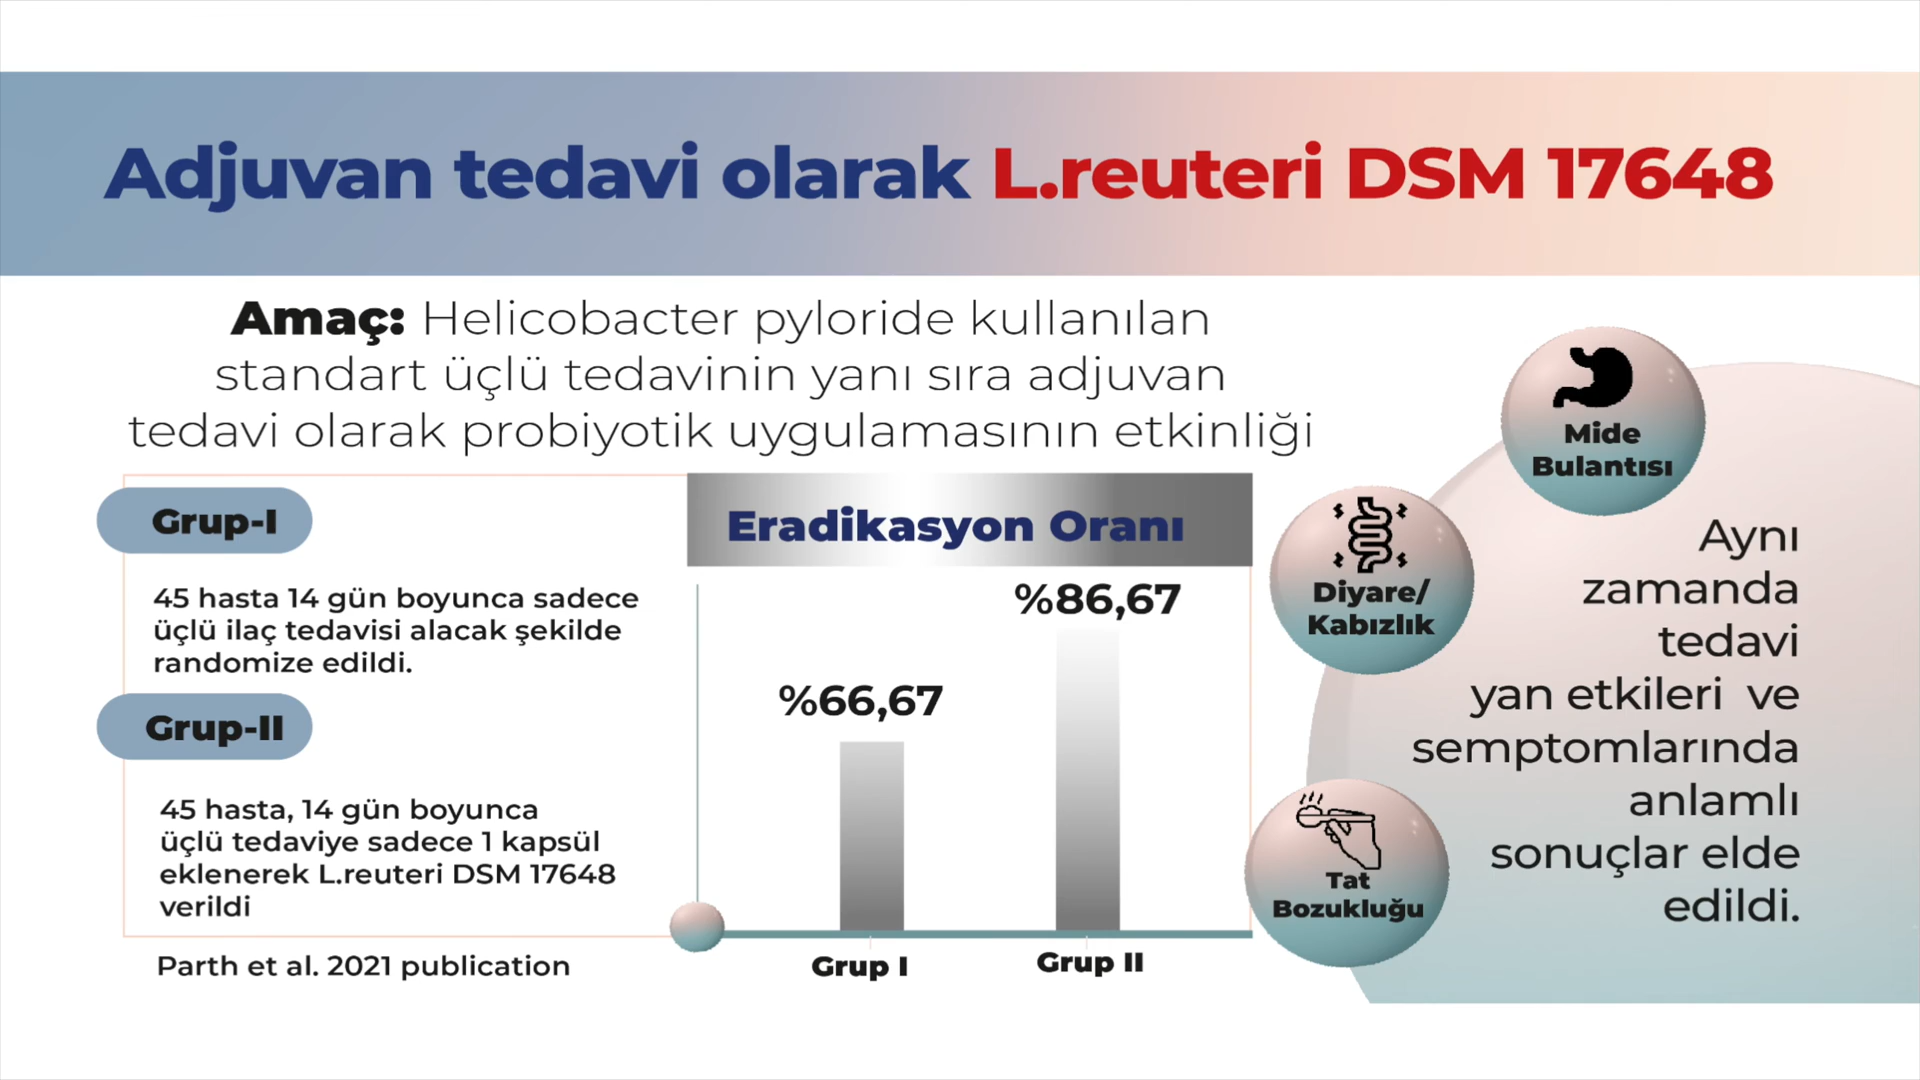 Adjuvan tedavi olarak L.reuteri DSM 17648
Amaç: Helicobacter pyloride kullanılan
standart üçlü tedavinin yanı sıra adjuvan
tedavi olarak probiyotik uygulamasının etkinliği
Grup-I
45 hasta 14 gün boyunca sadece
üçlü ilaç tedavisi alacak şekilde
randomize edildi.
Grup-II
45 hasta, 14 gün boyunca
üçlü tedaviye sadece 1 kapsül
eklenerek L.reuteri DSM 17648
verildi
Parth et al. 2021 publication
Eradikasyon Oranı
%66,67
%86,67
Grup I
Grup II
Mide
Bulantısı
Diyare/
Kabızlık
Tat
Bozukluğu
Aynı
zamanda
tedavi
yan etkileri ve
semptomlarında
anlamlı
sonuçlar elde
edildi.